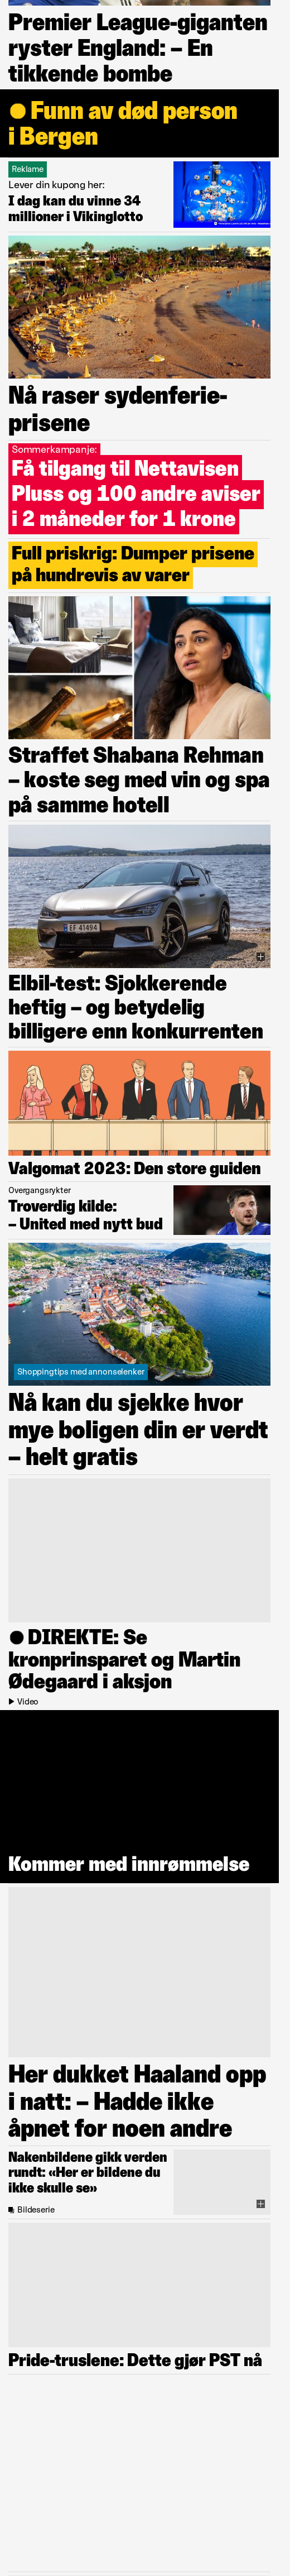 Premier League-giganten
ryster England: – En
tikkende bombe
Funn av død person
i Bergen
Reklame
Lever din kupong her:
I dag kan du vinne 34
millioner i Vikinglotto
Nå raser sydenferie-
prisene
Sommerkampanje:
Få tilgang til Nettavisen
Pluss og 100 andre aviser
i 2 måneder for 1 krone
Full priskrig: Dumper prisene
på hundrevis av varer
Straffet Shabana Rehman
– koste seg med vin og spa
på samme hotell
EF 41494
Elbil-test: Sjokkerende
heftig – og betydelig
billigere enn konkurrenten
Valgomat 2023: Den store guiden
Overgangsrykter
Troverdig kilde:
– United med nytt bud
Shoppingtips med annonselenker
Nå kan du sjekke hvor
mye boligen din er verdt
– helt gratis
DIREKTE: Se
kronprinsparet og Martin
Ødegaard i aksjon
Video
Kommer med innrømmelse
Her dukket Haaland opp
i natt: – Hadde ikke
åpnet for noen andre
Nakenbildene gikk verden
rundt: «Her er bildene du
ikke skulle se»
Bildeserie
Pride-truslene: Dette gjør PST nå